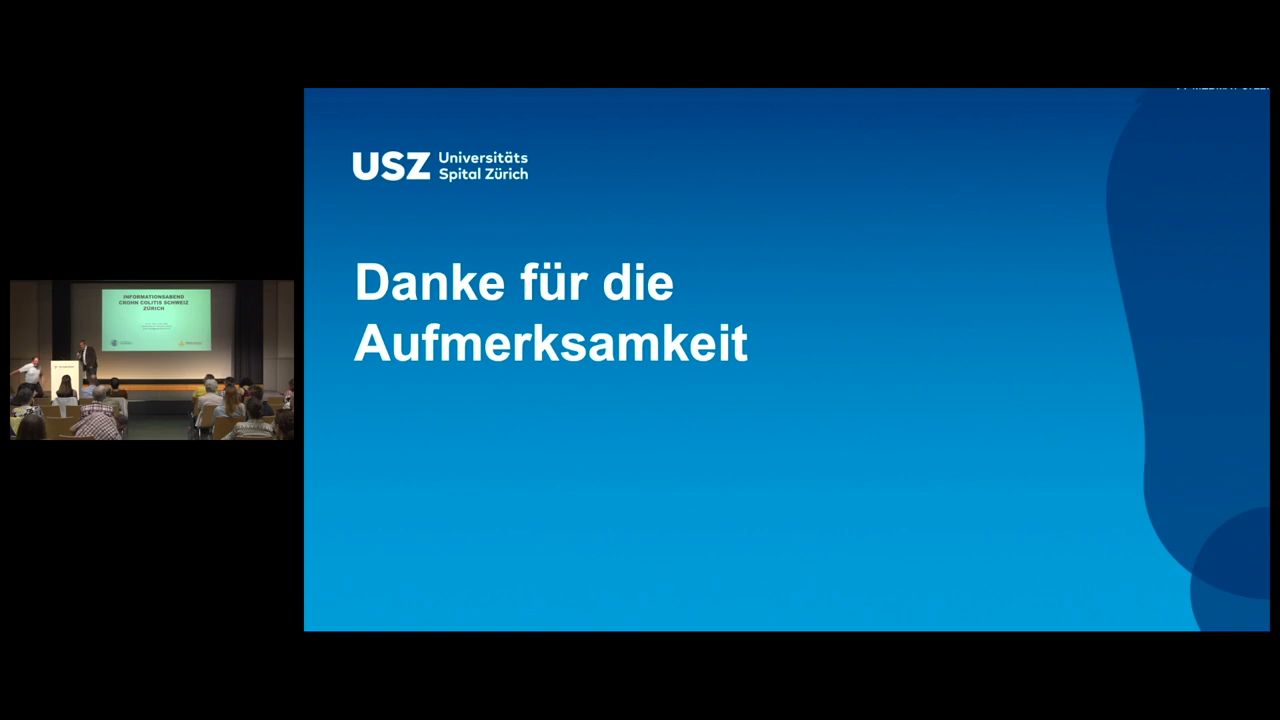 USZ Universitäts
Spital Zürich
Danke für die
Aufmerksamkeit
INFORMATIONSABEND
CROHN COLITIS SCHWEIZ
ZÜRICH